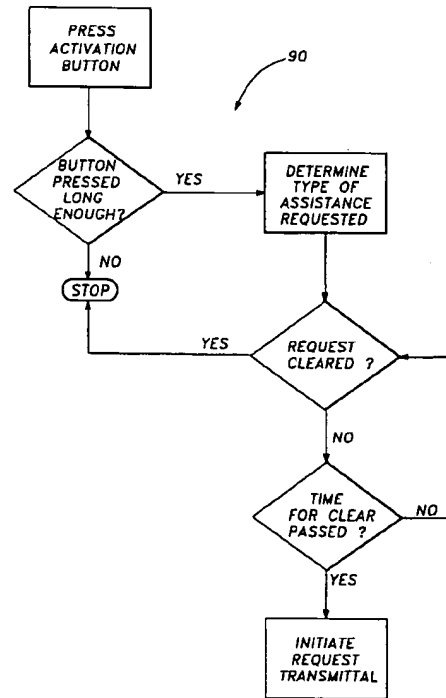 PRESS
ACTIVATION
BUTTON
90
BUTTON
PRESSED
LONG
ENOUGH?
YES
DETERMINE
TYPE OF
ASSISTANCE
REQUESTED
NO
STOP
YES
REQUEST
CLEARED ?
NO
TIME
FOR CLEAR
PASSED ?
NO
YES
INITIATE
REQUEST
TRANSMITTAL